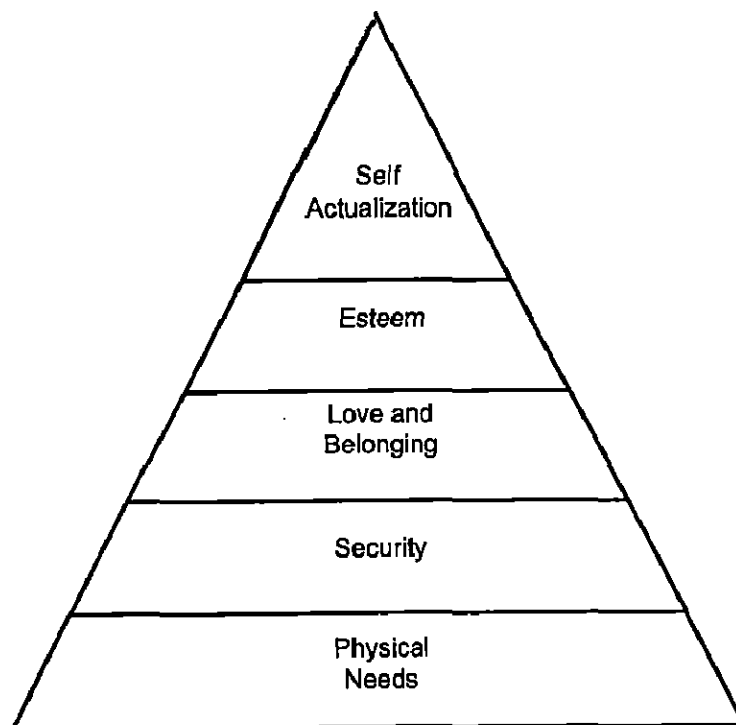 Self
Actualization
Esteem
Love and
Belonging
Security
Physical
Needs